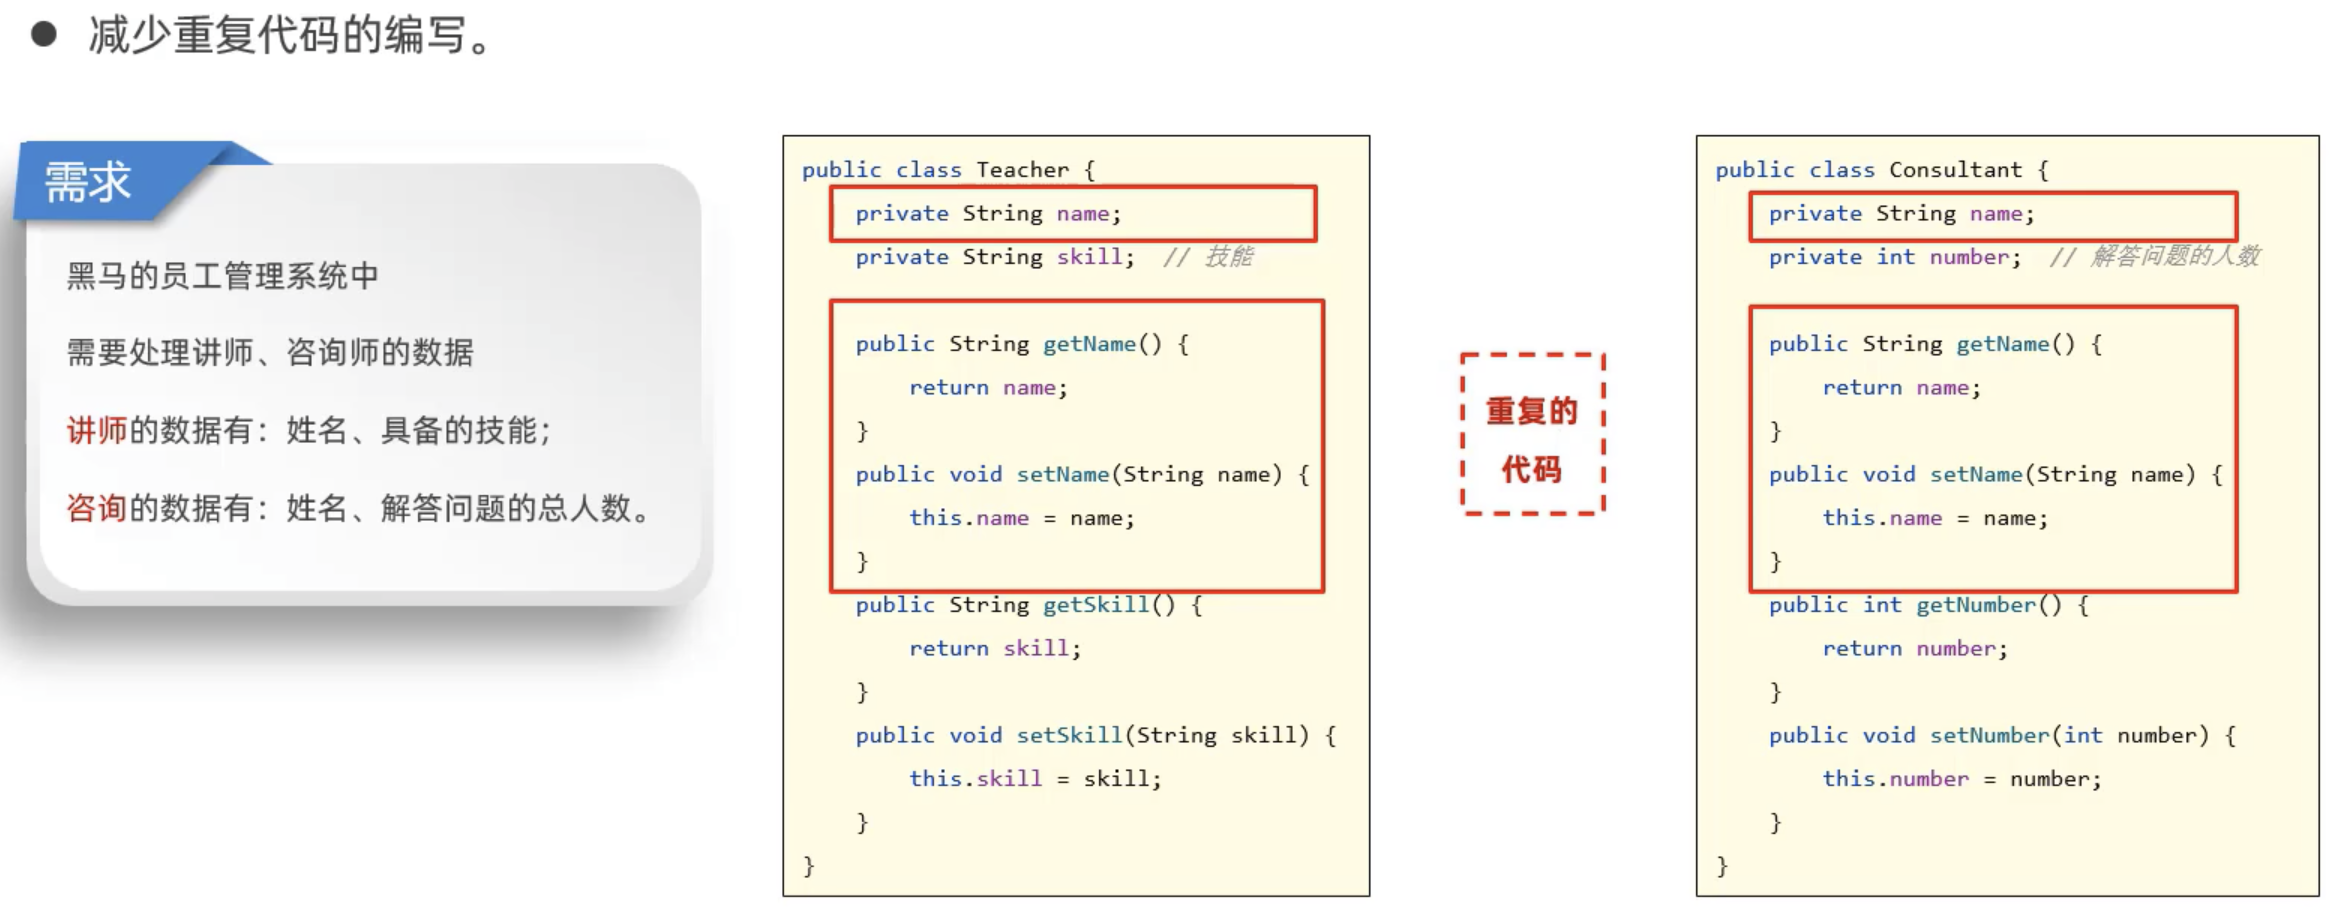 ● 减少重复代码的编写。
需求
黑马的员工管理系统中
需要处理讲师、咨询师的数据
讲师的数据有：姓名、具备的技能；
咨询的数据有：姓名、解答问题的总人数。
public class Teacher {
private String name;
private String skill; // 技能
public String getName() {
return name;
}
public void setName(String name) {
this.name = name;
}
public String getSkill() {
return skill;
}
public void setSkill(String skill) {
this.skill = skill;
}
}
重复的
代码
public class Consultant {
private String name;
private int number; // 解答问题的人数
public String getName() {
return name;
}
public void setName(String name) {
this.name = name;
}
public int getNumber() {
return number;
}
public void setNumber(int number) {
this.number = number;
}
}